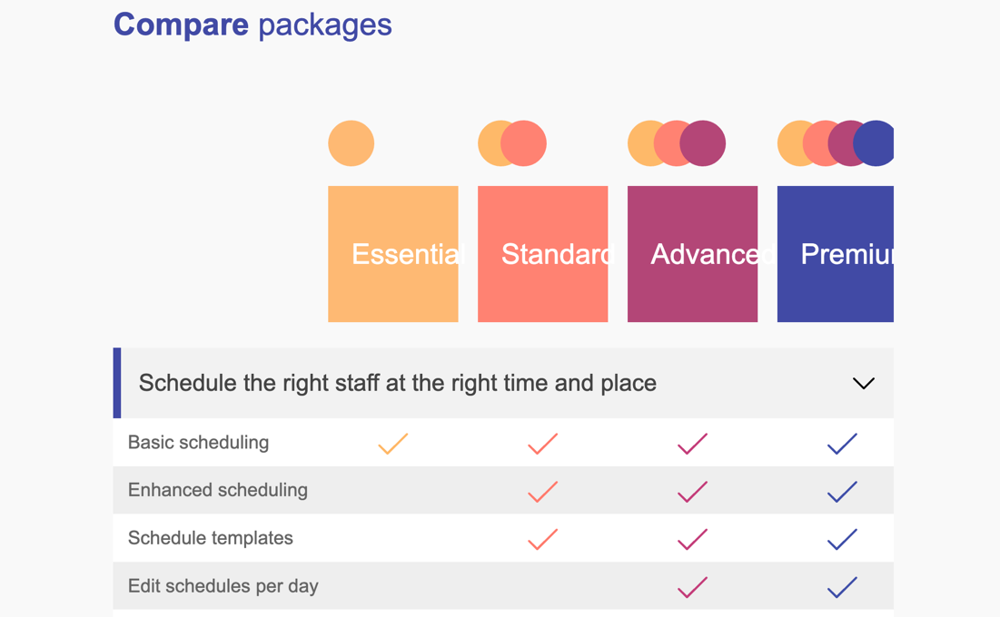 Compare packages
Essential Standard Advanced Premiu
Schedule the right staff at the right time and place
Basic scheduling
Enhanced scheduling
Schedule templates
Edit schedules per day